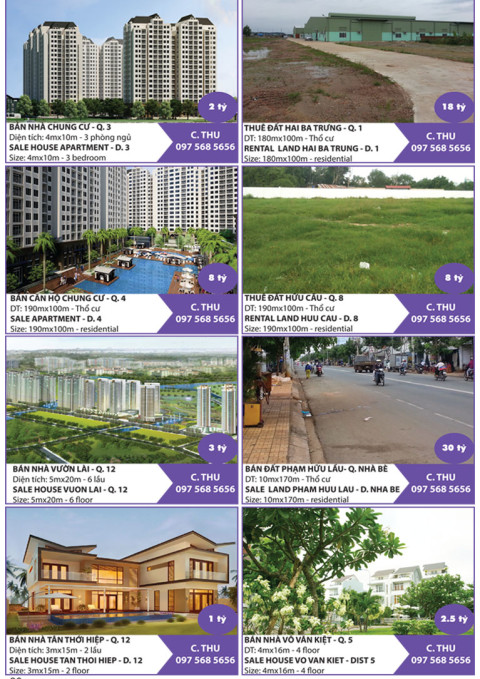 2 tỷ
BÁN NHÀ CHUNG CƯ - Q. 3
Diện tích: 4mx10m - 3 phòng ngủ
SALE HOUSE APARTMENT - D. 3
Size: 4mx10m - 3 bedroom
C. THU
097 568 5656
18 tỷ
THUÊ ĐẤT HAI BA TRƯNG - Q. 1
DT: 180mx100m - Thổ cư
RENTAL LAND HAI BA TRUNG - D. 1
Size: 180mx100m - residential
C. THU
097 568 5656
8 tỷ
BÁN CĂN HỘ CHUNG CƯ - Q. 4
DT: 190mx100m - Thổ cư
SALE APARTMENT - D. 4
Size: 190mx100m - residential
C. THU
097 568 5656
8 tỷ
THUÊ ĐẤT HỮU CẦU - Q. 8
DT: 190mx100m - Thổ cư
RENTAL LAND HUU CAU - D. 8
Size: 190mx100m - residential
C. THU
097 568 5656
3 tỷ
BÁN NHÀ VƯỜN LÀI - Q. 12
Diện tích: 5mx20m - 6 lầu
SALE HOUSE VUON LAI - Q. 12
Size: 5mx20m - 6 floor
C. THU
097 568 5656
30 tỷ
BÁN ĐẤT PHẠM HỮU LẦU- Q. NHÀ BÈ
DT: 10mx170m - Thổ cư
SALE LAND PHAM HUU LAU - D. NHA BE
Size: 10mx170m - residential
C. THU
097 568 5656
1 tỷ
BÁN NHÀ TÂN THỚI HIỆP - Q. 12
Diện tích: 3mx15m - 2 lầu
SALE HOUSE TAN THOI HIEP - D. 12
Size: 3mx15m - 2 floor
C. THU
097 568 5656
2.5 tỷ
BÁN NHÀ VÕ VĂN KIỆT - Q. 5
DT: 4mx16m - 4 floor
SALE HOUSE VO VAN KIET - DIST 5
Size: 4mx16m - 4 floor
C. THU
097 568 5656